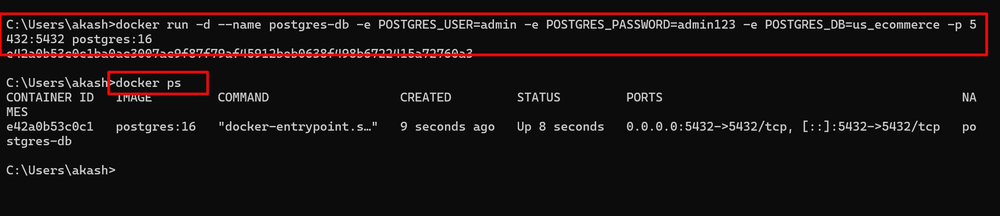 C:\Users\akash>docker run -d --name postgres-db -e POSTGRES_USER=admin -e POSTGRES_PASSWORD=admin123 -e POSTGRES_DB=us_ecommerce -p 5
432:5432 postgres:16
e42a0b53c0c1ba0ac3007ac9f87f79af45912beb0638f498b6722415a72760a3
C:\Users\akash>docker ps
CONTAINER ID   IMAGE         COMMAND                  CREATED         STATUS         PORTS                                         NA
MES
e42a0b53c0c1   postgres:16   "docker-entrypoint.s…"   9 seconds ago   Up 8 seconds   0.0.0.0:5432->5432/tcp, [::]:5432->5432/tcp   po
stgres-db
C:\Users\akash>